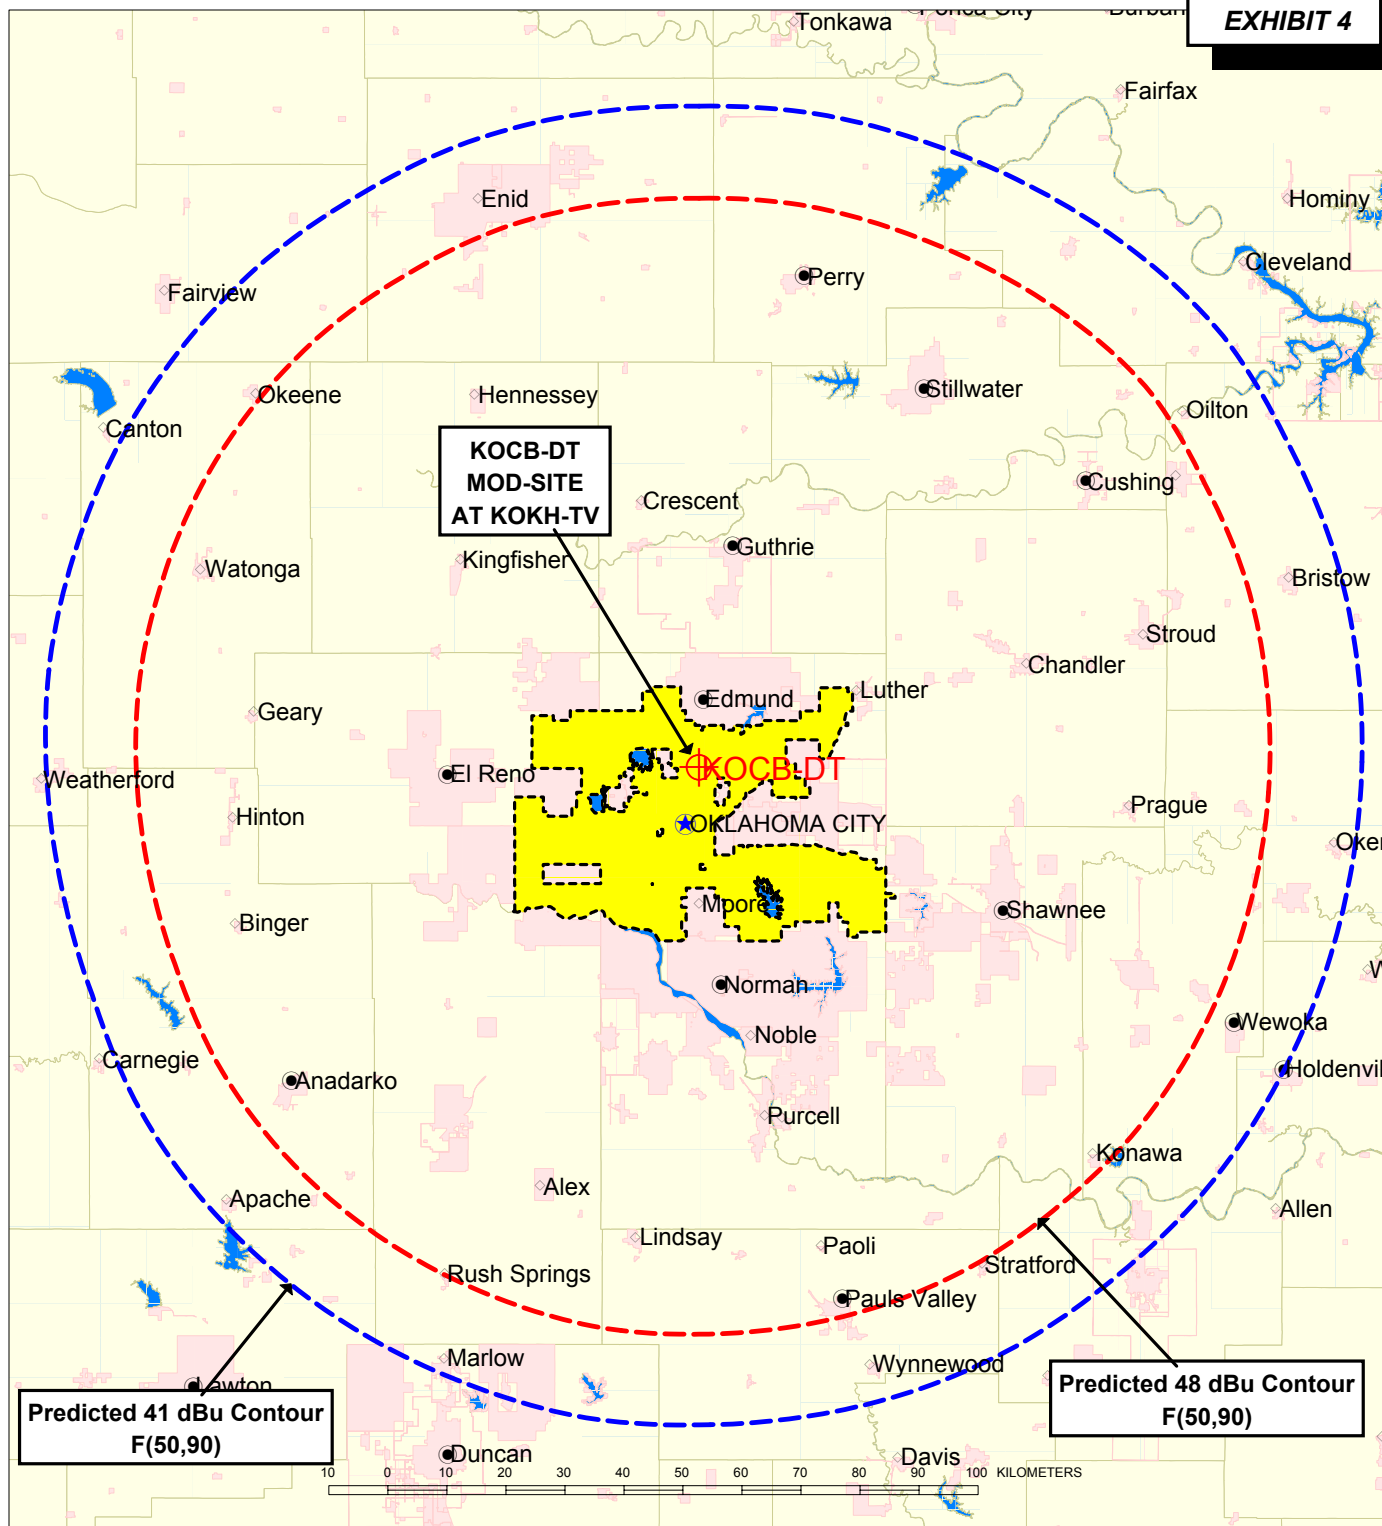 Tonkawa
EXHIBIT 4
Fairfax
Enid
Hominy
Cleveland
Perry
Fairview
Okeene
Hennessey
Stillwater
Oilton
Canton
KOCB-DT
MOD-SITE
AT KOKH-TV
Crescent
Cushing
Guthrie
Kingfisher
Watonga
Bristow
Stroud
Chandler
Luther
Edmund
Geary
KOCB-DT
El Reno
Weatherford
Hinton
Prague
OKLAHOMA CITY
Oker
Moore
Shawnee
Binger
W
Norman
Wewoka
Noble
Carnegie
Holdenvil
Anadarko
Purcell
Konawa
Alex
Apache
Allen
Lindsay
Paoli
Stratford
Rush Springs
Pauls Valley
Marlow
Wynnewood
Lawton
Predicted 41 dBu Contour
F(50,90)
Predicted 48 dBu Contour
F(50,90)
Duncan
Davis
10 0 10 20 30 40 50 60 70 80 90 100 KILOMETERS